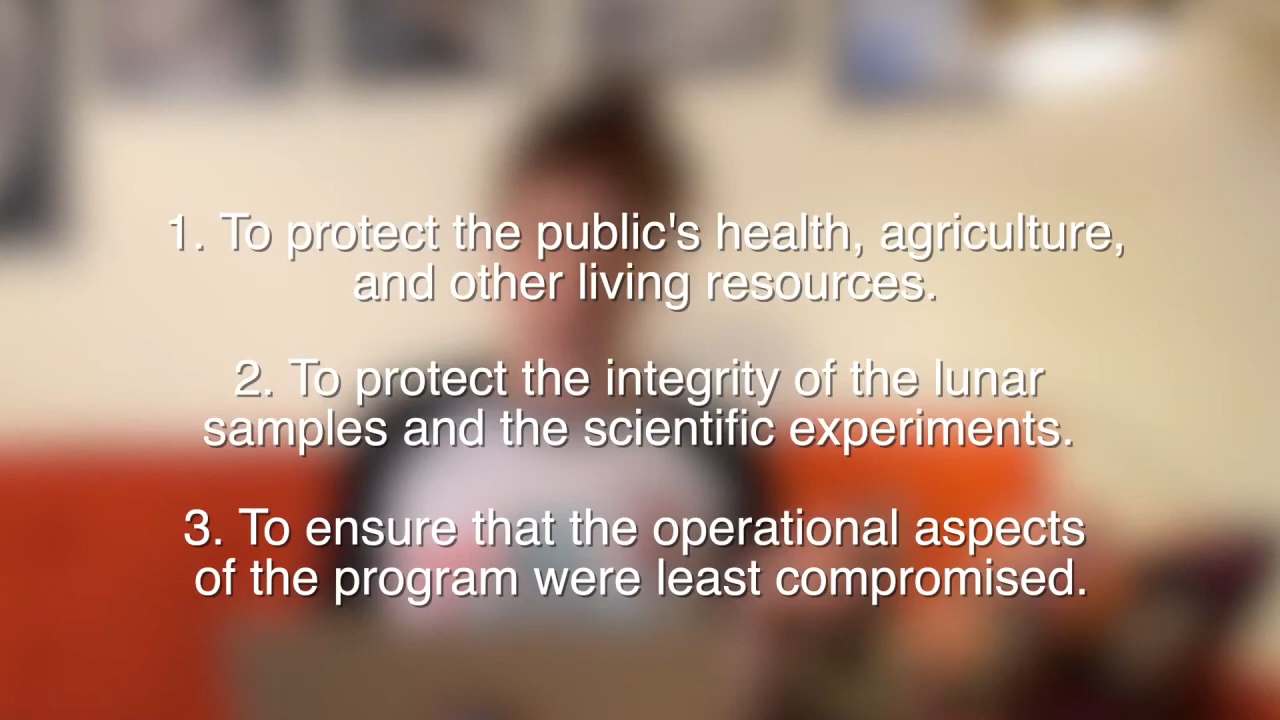 1. To protect the public's health, agriculture,
and other living resources.
2. To protect the integrity of the lunar
samples and the scientific experiments.
3. To ensure that the operational aspects
of the program were least compromised.